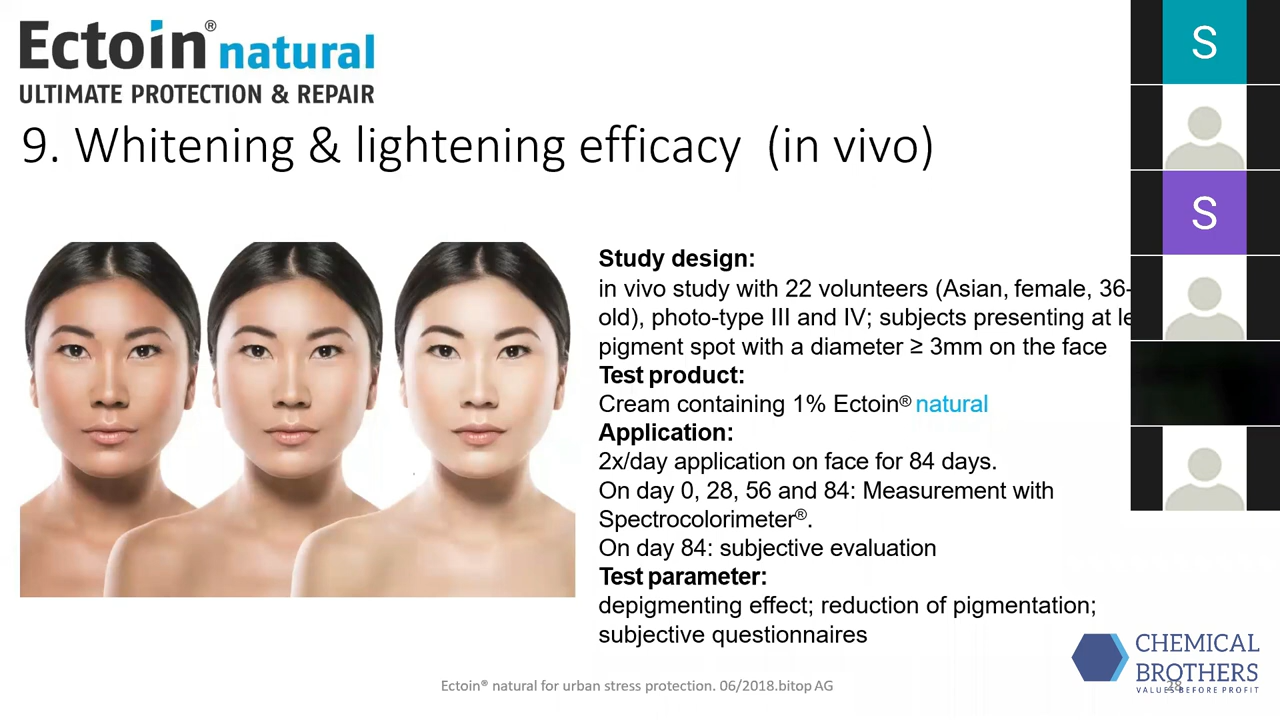 Ectoin® natural
ULTIMATE PROTECTION & REPAIR
9. Whitening & lightening efficacy (in vivo)
Study design:
in vivo study with 22 volunteers (Asian, female, 36-
old), photo-type III and IV; subjects presenting at le
pigment spot with a diameter ≥ 3mm on the face
Test product:
Cream containing 1% Ectoin® natural
Application:
2x/day application on face for 84 days.
On day 0, 28, 56 and 84: Measurement with
Spectrocolorimeter®.
On day 84: subjective evaluation
Test parameter:
depigmenting effect; reduction of pigmentation;
subjective questionnaires
S
S
CHEMICAL
BROTHERS
VALUES BEFORE PROFIT
28
Ectoin® natural for urban stress protection. 06/2018.bitop AG